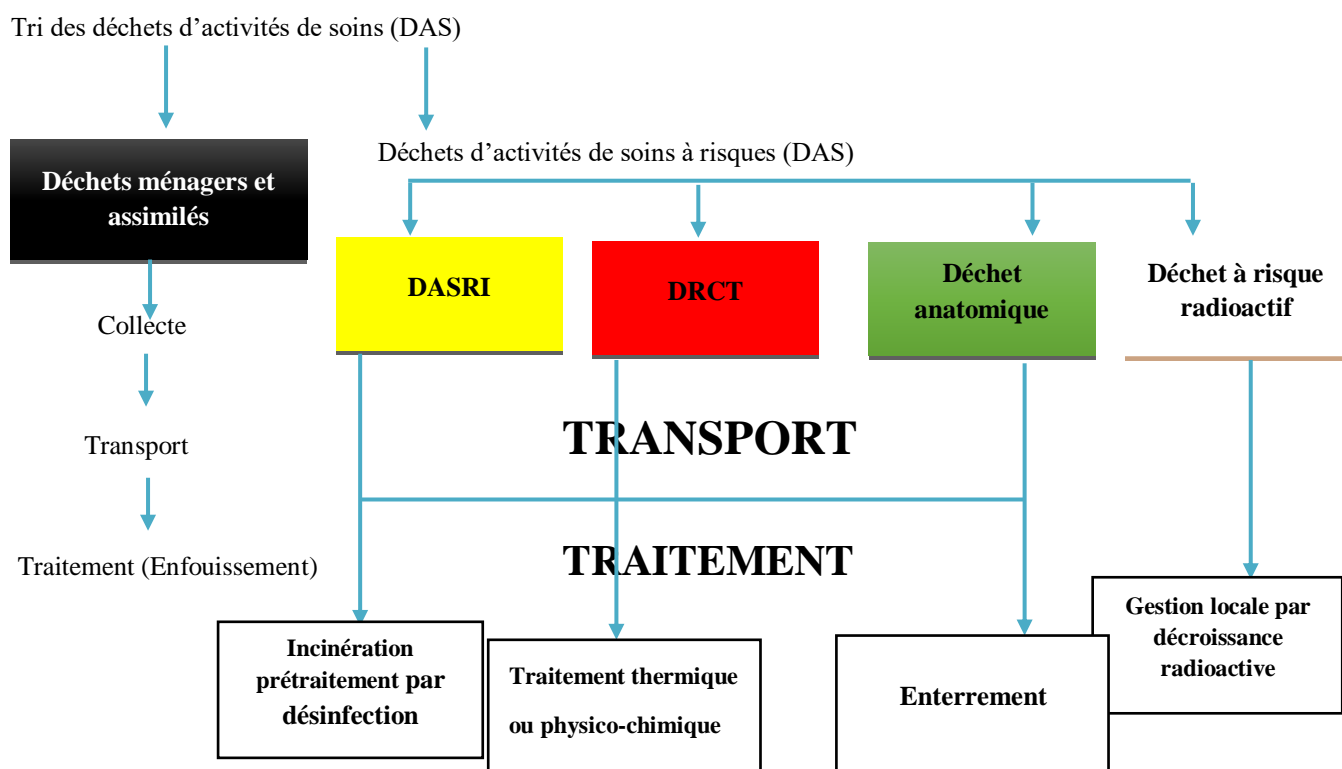 Tri des déchets d’activités de soins (DAS)
Déchets d’activités de soins à risques (DAS)
Déchets ménagers et
assimilés
DASRI
DRCT
Déchet
anatomique
Déchet à risque
radioactif
Collecte
Transport
TRANSPORT
Traitement (Enfouissement)
TRAITEMENT
Incinération
prétraitement par
désinfection
Traitement thermique
ou physico-chimique
Enterrement
Gestion locale par
décroissance
radioactive